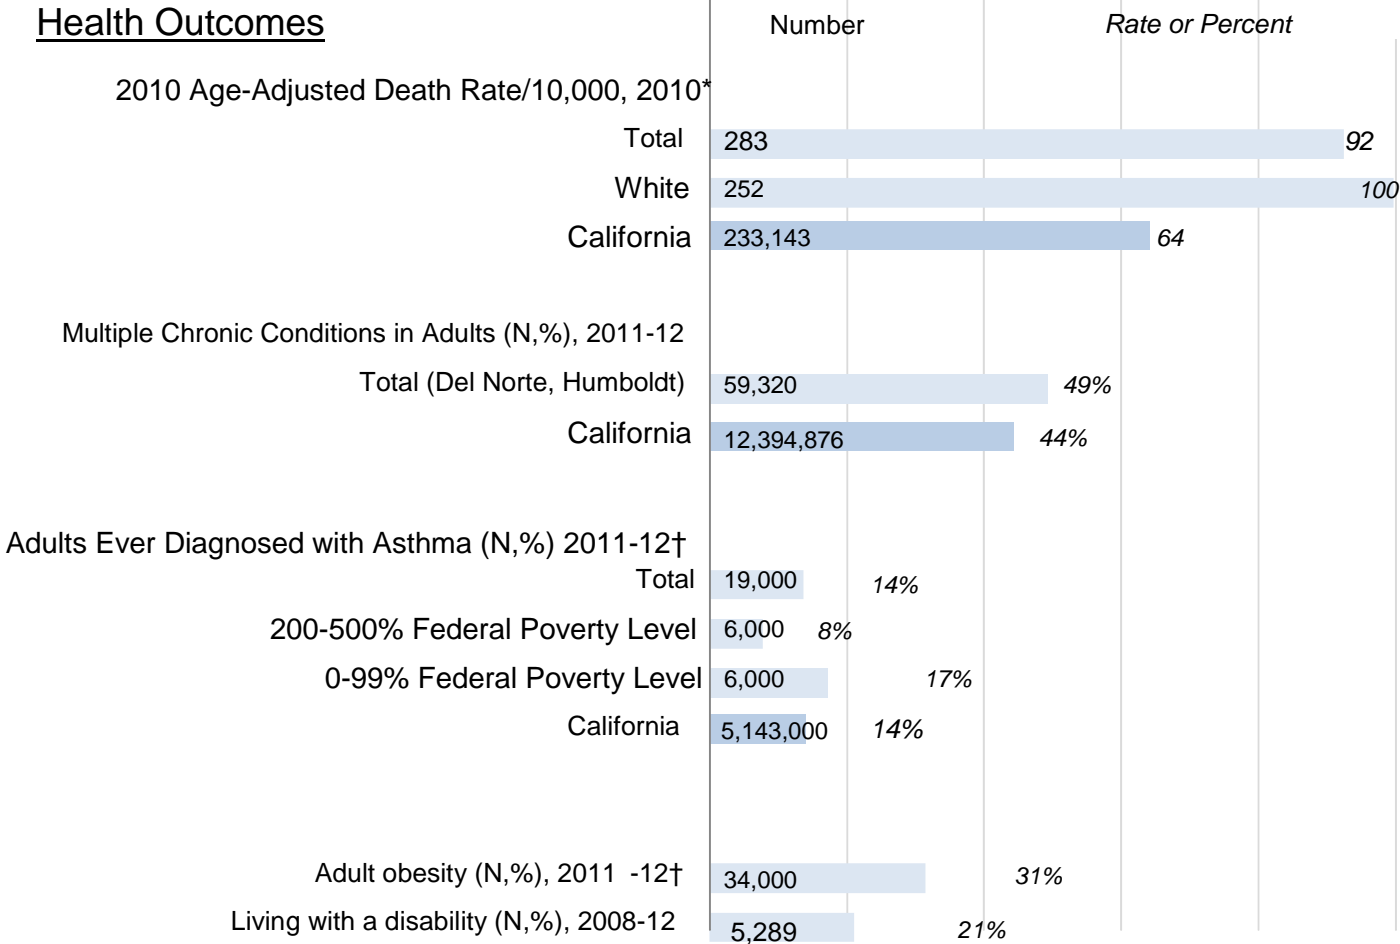 Health Outcomes Number Rate or Percent
2010 Age-Adjusted Death Rate/10,000, 2010*
Total 283 92
White 252 100
California 233,143 64
Multiple Chronic Conditions in Adults (N,%), 2011-12
Total (Del Norte, Humboldt) 59,320 49%
California 12,394,876 44%
Adults Ever Diagnosed with Asthma (N,%) 2011-12†
Total 19,000 14%
200-500% Federal Poverty Level 6,000 8%
0-99% Federal Poverty Level 6,000 17%
California 5,143,000 14%
Adult obesity (N,%), 2011 -12† 34,000 31%
Living with a disability (N,%), 2008-12 5,289 21%